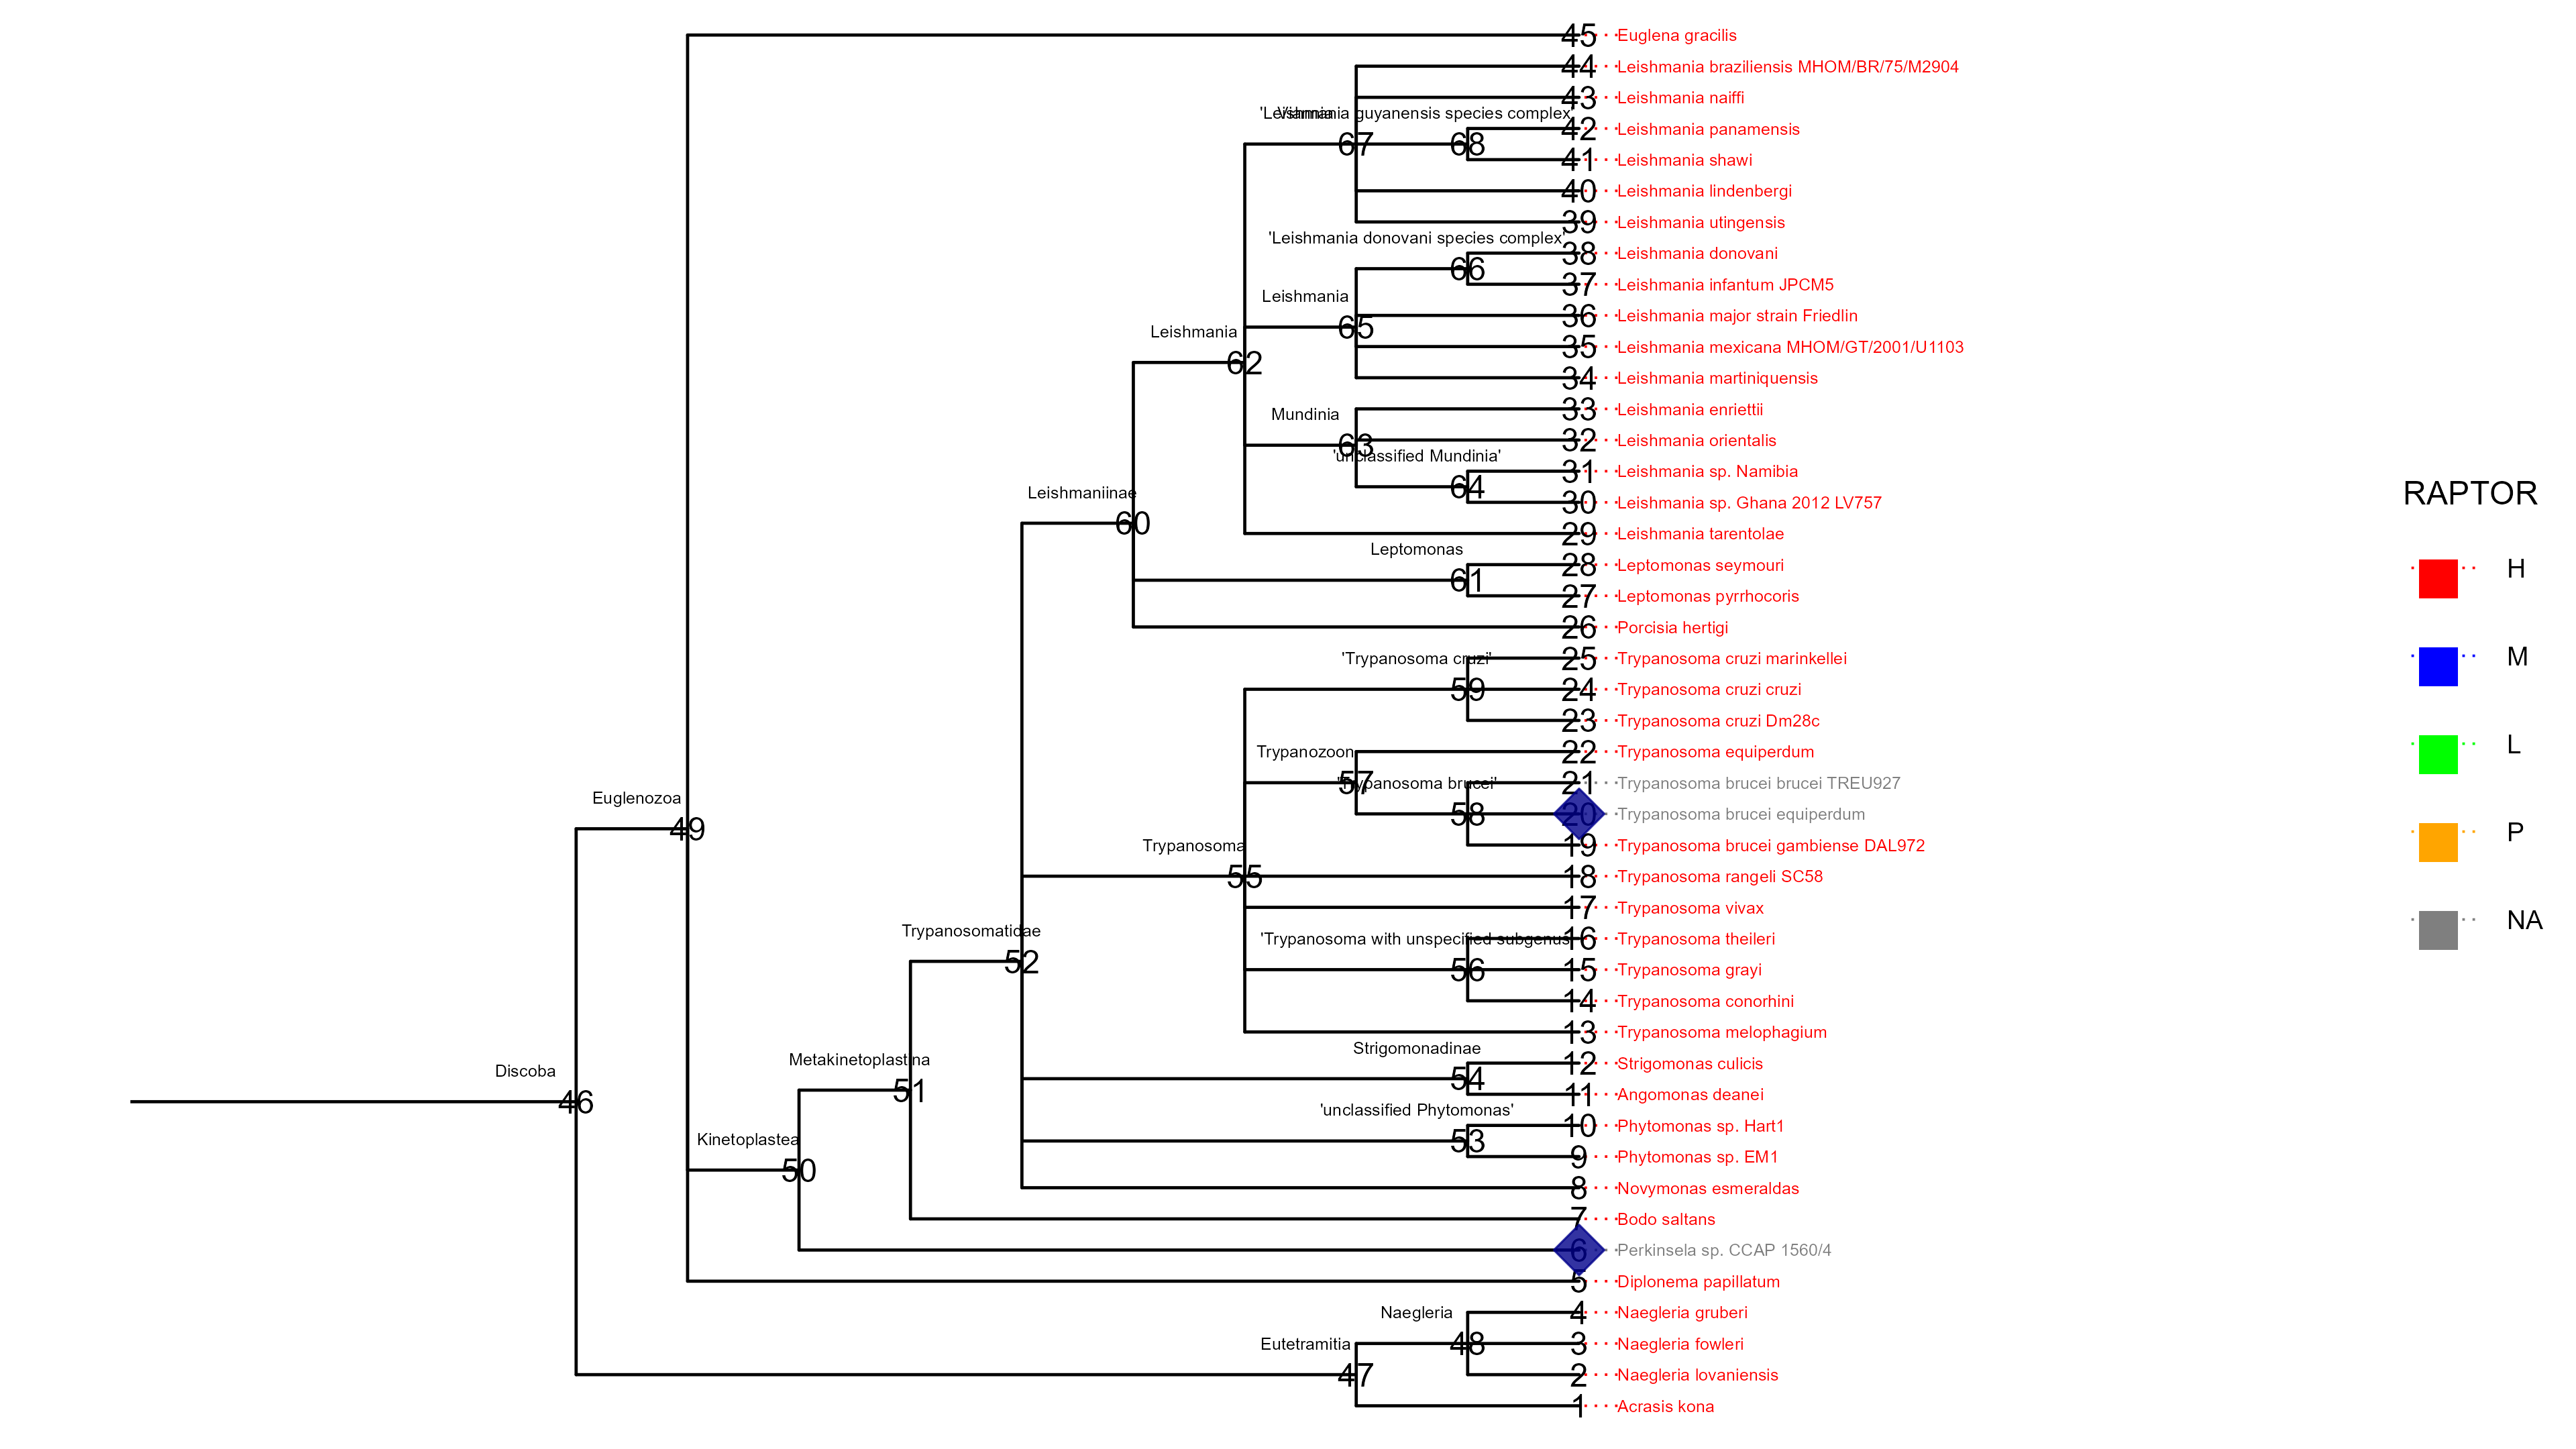 45 Euglena gracilis
44 Leishmania braziliensis MHOM/BR/75/M2904
43 Leishmania naiffi
'Leishmania guyanensis species complex'
Viannia
42 Leishmania panamensis
67
68
41 Leishmania shawi
40 Leishmania lindenbergi
39 Leishmania utingensis
'Leishmania donovani species complex'
38 Leishmania donovani
66
37 Leishmania infantum JPCM5
Leishmania
36 Leishmania major strain Friedlin
65
Leishmania
35 Leishmania mexicana MHOM/GT/2001/U1103
62
34 Leishmania martiniquensis
33 Leishmania enriettii
Mundinia
32 Leishmania orientalis
63
'unclassified Mundinia'
31 Leishmania sp. Namibia
64
Leishmaniinae
30 Leishmania sp. Ghana 2012 LV757
60
29 Leishmania tarentolae
Leptomonas
28 Leptomonas seymouri
61
27 Leptomonas pyrrhocoris
26 Porcisia hertigi
'Trypanosoma cruzi'
25 Trypanosoma cruzi marinkellei
59
24 Trypanosoma cruzi cruzi
23 Trypanosoma cruzi Dm28c
Trypanozoon
22 Trypanosoma equiperdum
57
'Trypanosoma brucei'
21 Trypanosoma brucei brucei TREU927
Euglenozoa
58
20 Trypanosoma brucei equiperdum
49
Trypanosoma
19 Trypanosoma brucei gambiense DAL972
55
18 Trypanosoma rangeli SC58
17 Trypanosoma vivax
Trypanosomatidae
'Trypanosoma with unspecified subgenus'
16 Trypanosoma theileri
52
56
15 Trypanosoma grayi
14 Trypanosoma conorhini
13 Trypanosoma melophagium
Strigomonadinae
Metakinetoplastina
12 Strigomonas culicis
Discoba
54
51
11 Angomonas deanei
46
'unclassified Phytomonas'
10 Phytomonas sp. Hart1
Kinetoplastea
53
9 Phytomonas sp. EM1
50
8 Novymonas esmeraldas
7 Bodo saltans
6 Perkinsela sp. CCAP 1560/4
5 Diplonema papillatum
Naegleria
4 Naegleria gruberi
Eutetramitia
48
3 Naegleria fowleri
47
2 Naegleria lovaniensis
1 Acrasis kona
RAPTOR
H
M
L
P
NA